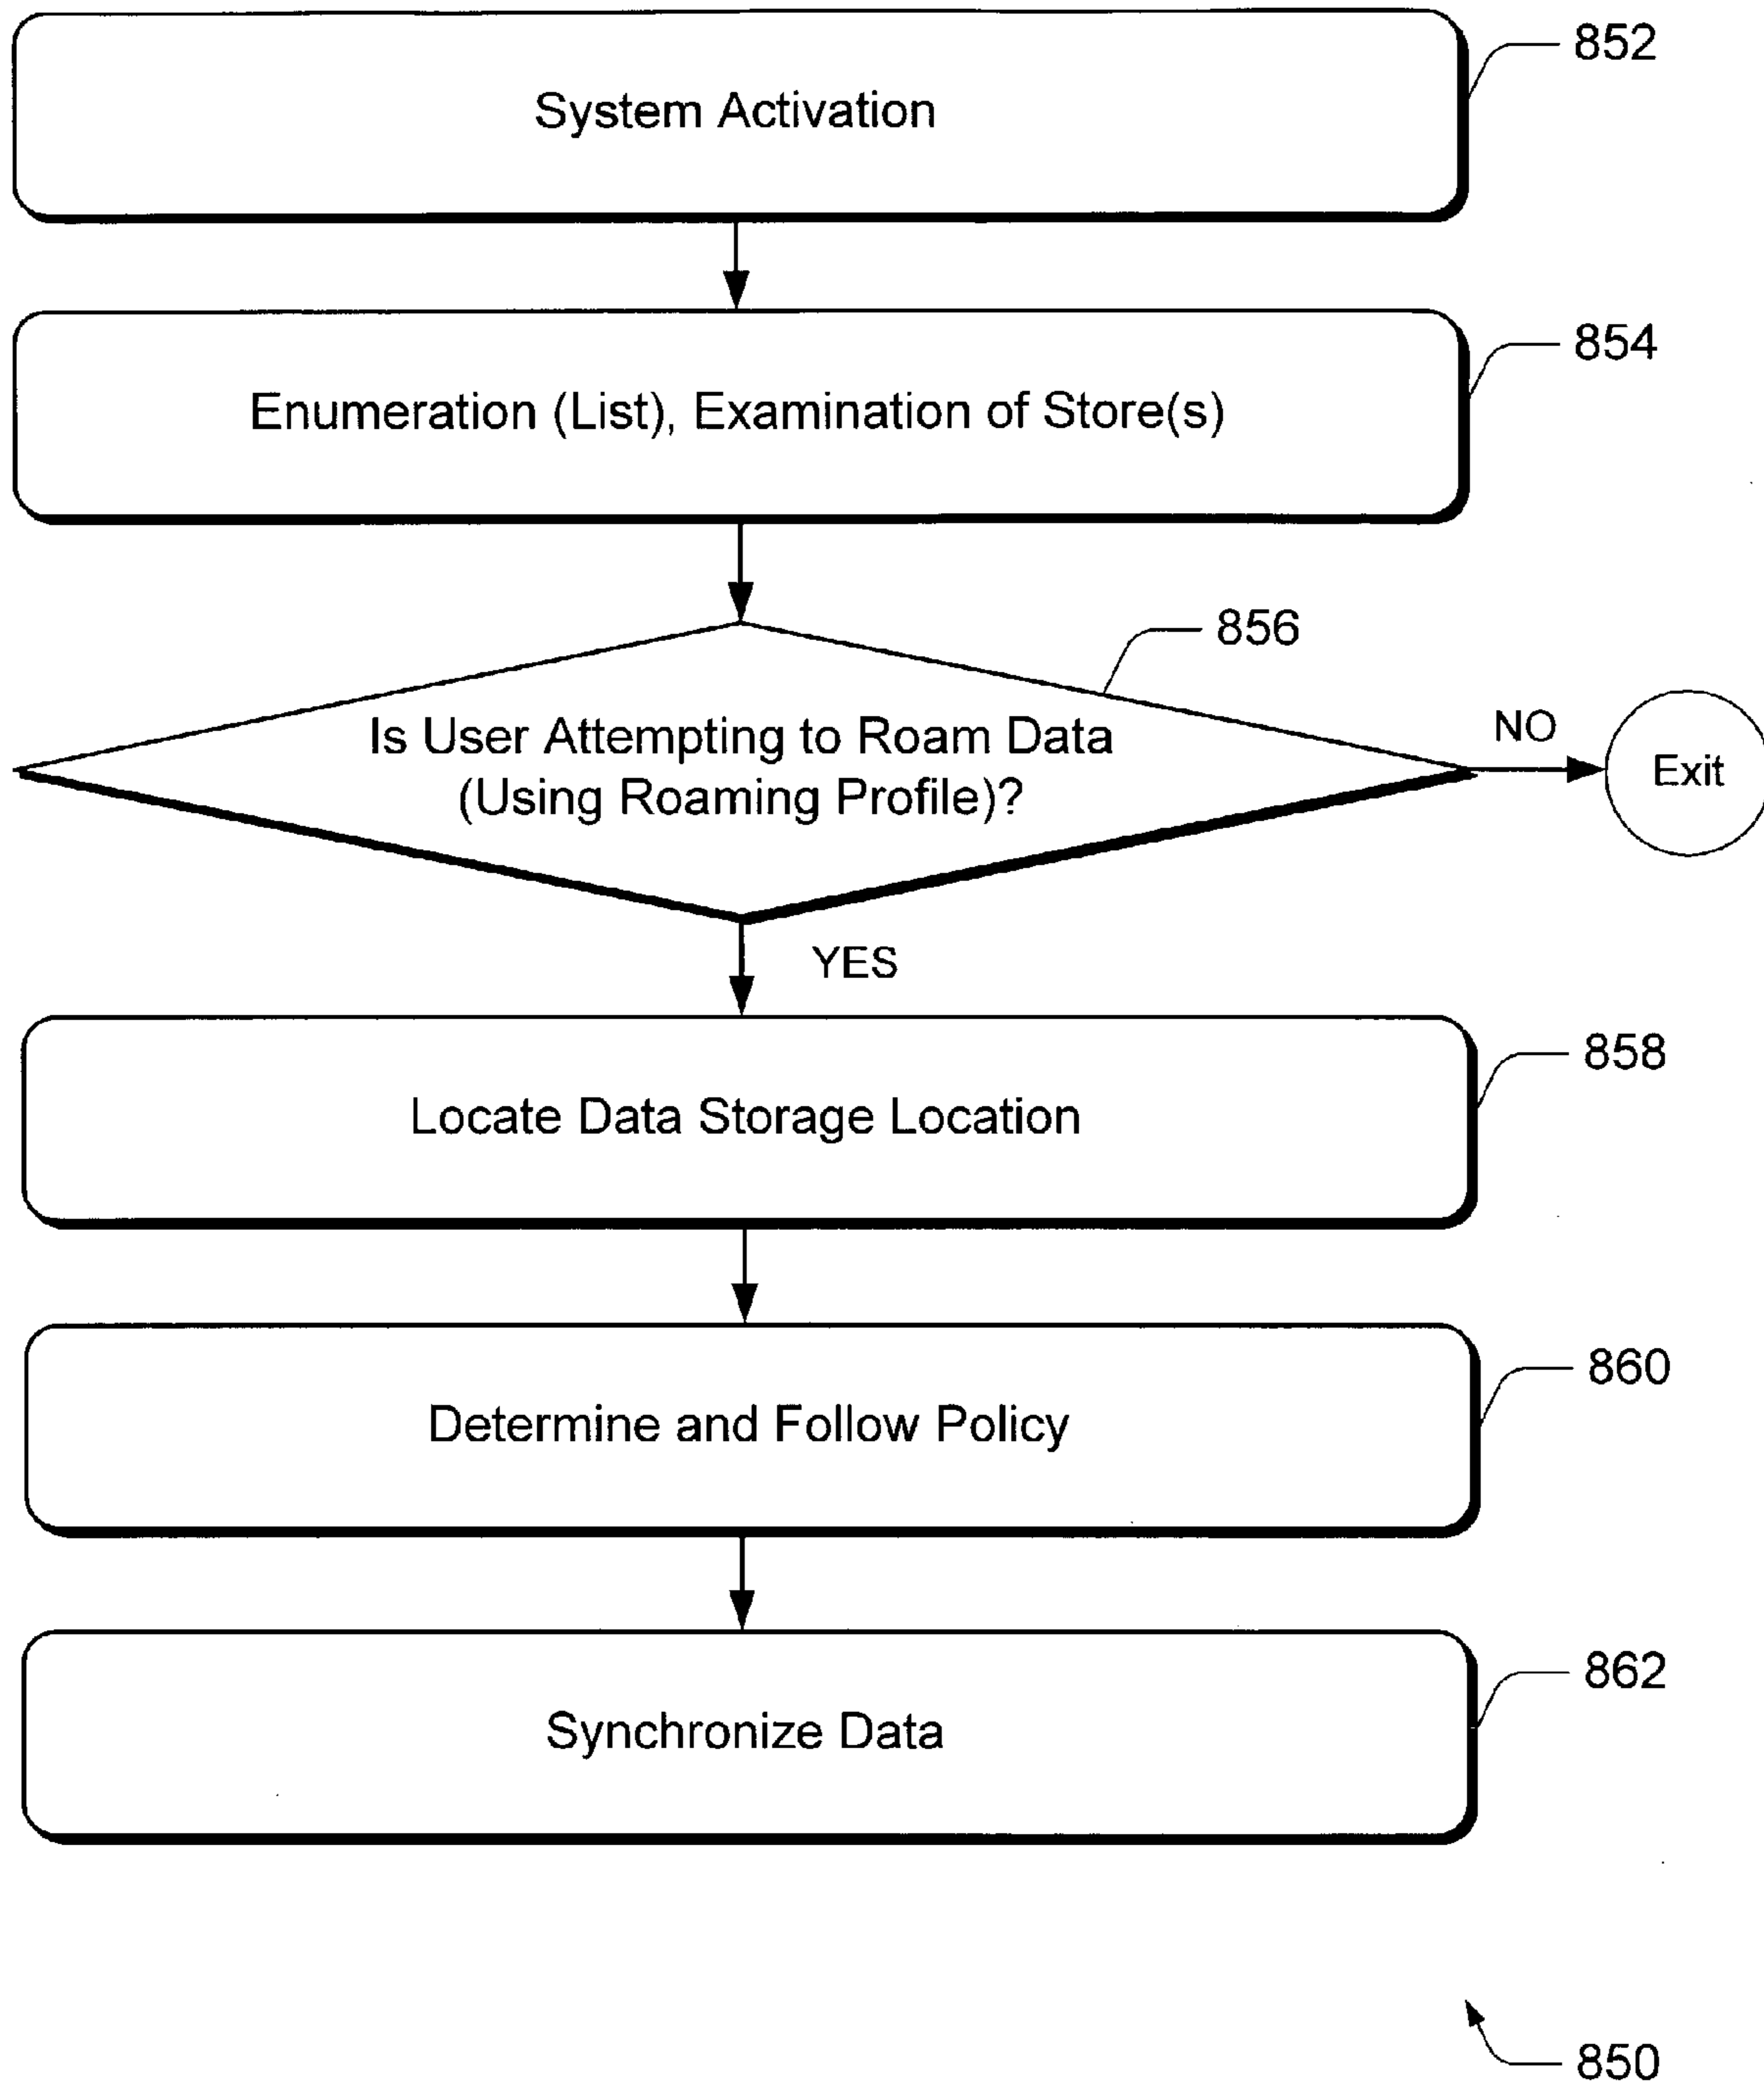 852
System Activation
854
Enumeration (List), Examination of Store(s)
856
Is User Attempting to Roam Data
(Using Roaming Profile)?
NO
Exit
YES
858
Locate Data Storage Location
860
Determine and Follow Policy
862
Synchronize Data
850